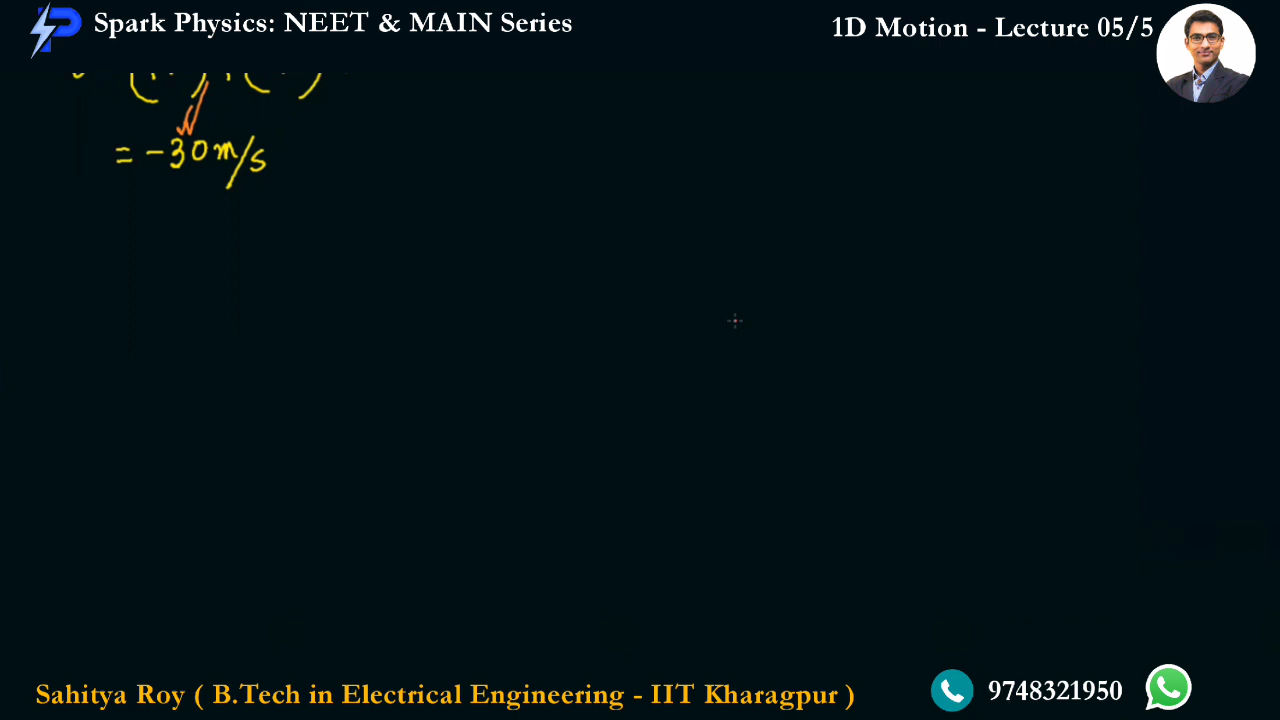 Spark Physics: NEET & MAIN Series
1D Motion - Lecture 05/5
= -30 m/s
Sahitya Roy ( B.Tech in Electrical Engineering - IIT Kharagpur )
9748321950